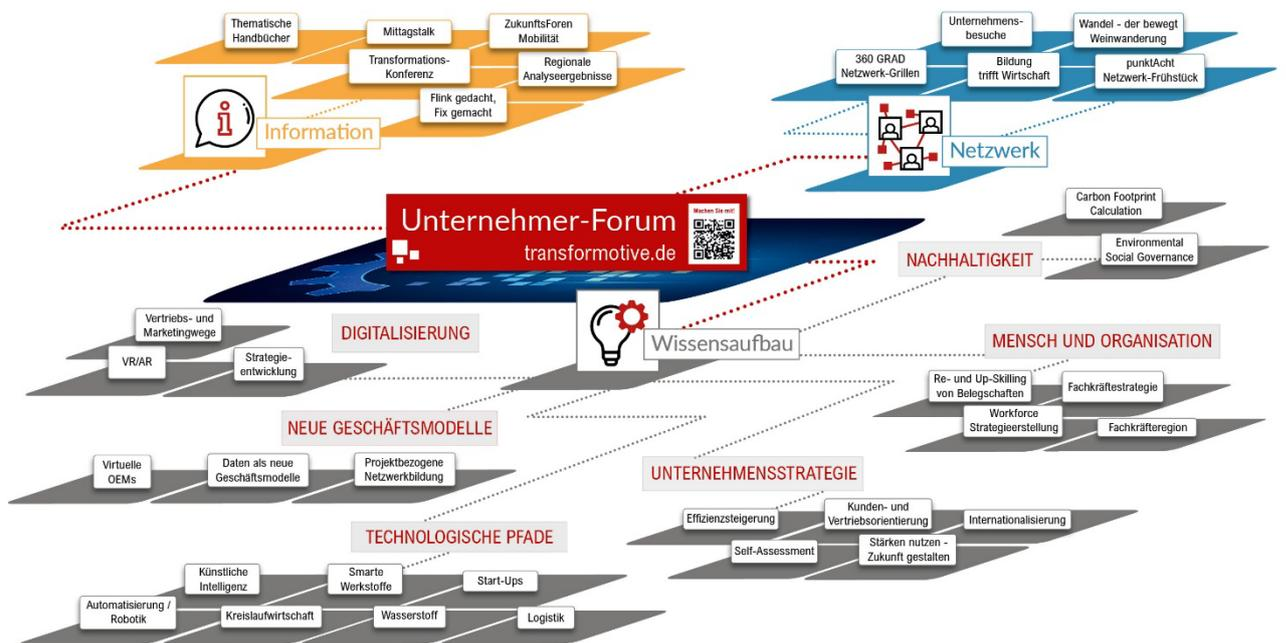 Thematische
Handbücher
Mittagstalk
ZukunftsForen
Mobilität
Transformations-
Konferenz
Regionale
Analyseergebnisse
Flink gedacht,
Fix gemacht
Information
Unternehmens-
besuche
Wandel - der bewegt
Weinwanderung
360 GRAD
Netzwerk-Grillen
Bildung
trifft Wirtschaft
punktAcht
Netzwerk-Frühstück
Netzwerk
Unternehmer-Forum
transformotive.de
Machen Sie mit!
Carbon Footprint
Calculation
Environmental
Social Governance
NACHHALTIGKEIT
Vertriebs- und
Marketingwege
VR/AR
Strategie-
entwicklung
DIGITALISIERUNG
Wissensaufbau
MENSCH UND ORGANISATION
Re- und Up-Skilling
von Belegschaften
Fachkräftestrategie
Workforce
Strategieerstellung
Fachkräfteregion
NEUE GESCHÄFTSMODELLE
Virtuelle
OEMs
Daten als neue
Geschäftsmodelle
Projektbezogene
Netzwerkbildung
UNTERNEHMENSSTRATEGIE
Effizienzsteigerung
Kunden- und
Vertriebsorientierung
Internationalisierung
Self-Assessment
Stärken nutzen -
Zukunft gestalten
TECHNOLOGISCHE PFADE
Künstliche
Intelligenz
Smarte
Werkstoffe
Start-Ups
Automatisierung /
Robotik
Kreislaufwirtschaft
Wasserstoff
Logistik